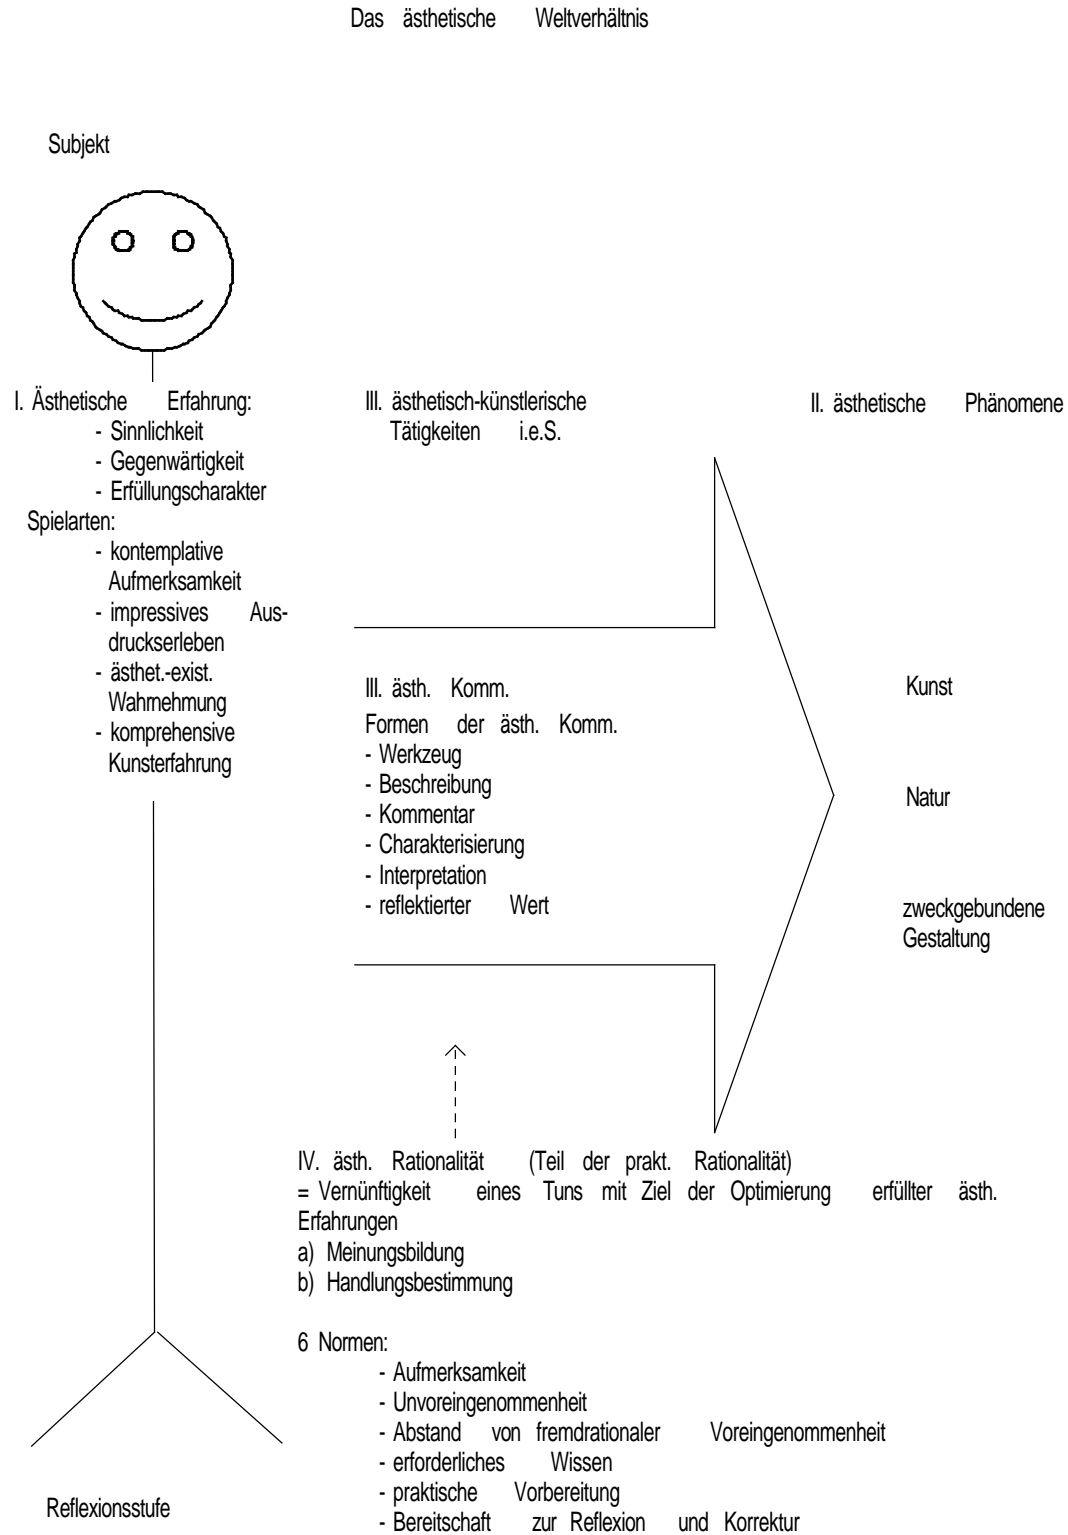 Das ästhetische Weltverhältnis
Subjekt
I. Ästhetische Erfahrung:
- Sinnlichkeit
- Gegenwärtigkeit
- Erfüllungscharakter
Spielarten:
- kontemplative
Aufmerksamkeit
- impressives Aus-
druckserleben
- ästhet.-exist.
Wahrnehmung
- komprehensive
Kunsterfahrung
III. ästhetisch-künstlerische
Tätigkeiten i.e.S.
III. ästh. Komm.
Formen der ästh. Komm.
- Werkzeug
- Beschreibung
- Kommentar
- Charakterisierung
- Interpretation
- reflektierter Wert
II. ästhetische Phänomene
Kunst
Natur
zweckgebundene
Gestaltung
IV. ästh. Rationalität (Teil der prakt. Rationalität)
= Vernünftigkeit eines Tuns mit Ziel der Optimierung erfüllter ästh.
Erfahrungen
a) Meinungsbildung
b) Handlungsbestimmung
6 Normen:
- Aufmerksamkeit
- Unvoreingenommenheit
- Abstand von fremdrationaler Voreingenommenheit
- erforderliches Wissen
- praktische Vorbereitung
- Bereitschaft zur Reflexion und Korrektur
Reflexionsstufe